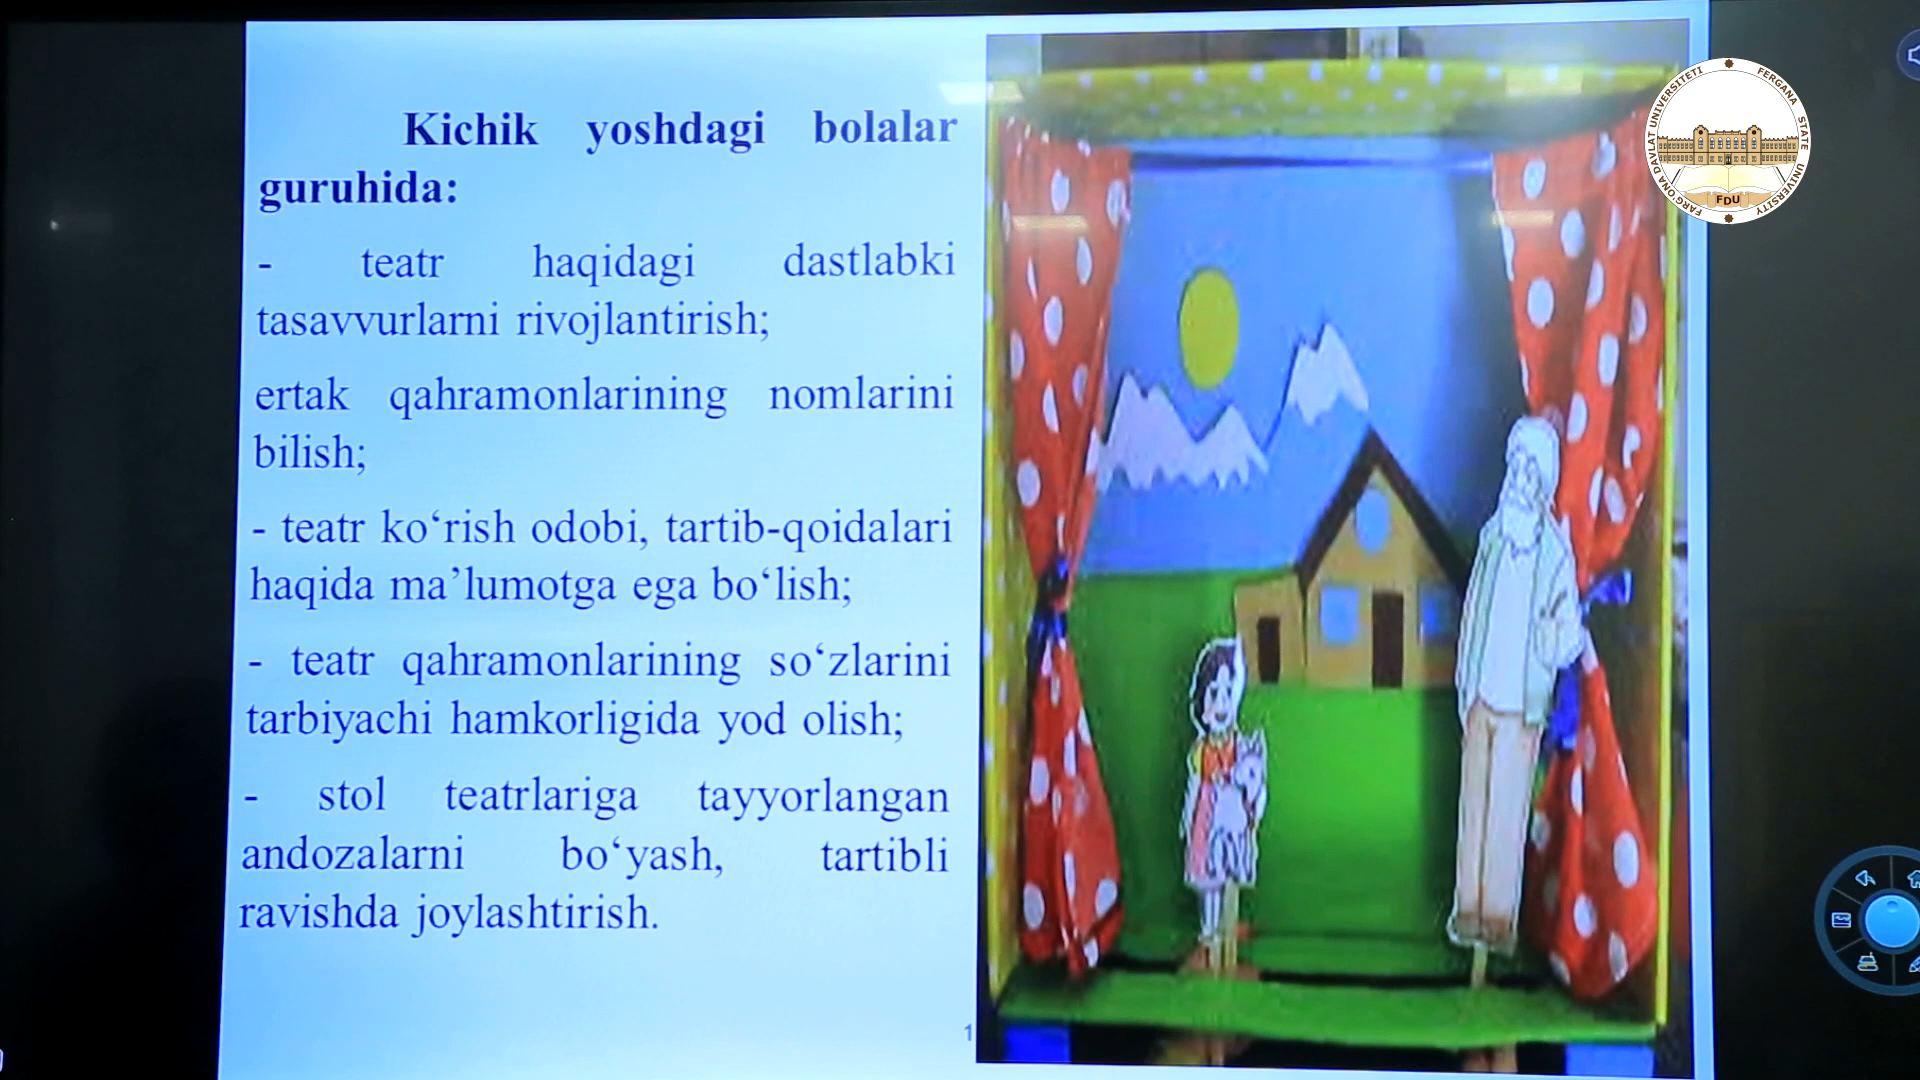 Kichik yoshdagi bolalar
guruhida:
- teatr haqidagi dastlabki
tasavvurlarni rivojlantirish;
ertak qahramonlarining nomlarini
bilish;
- teatr ko‘rish odobi, tartib-qoidalari
haqida ma’lumotga ega bo‘lish;
- teatr qahramonlarining so‘zlarini
tarbiyachi hamkorligida yod olish;
- stol teatrlariga tayyorlangan
andozalarni bo‘yash, tartibli
ravishda joylashtirish.
1
FARG'ONA DAVLAT UNIVERSITETI
FERGANA STATE UNIVERSITY
FDU